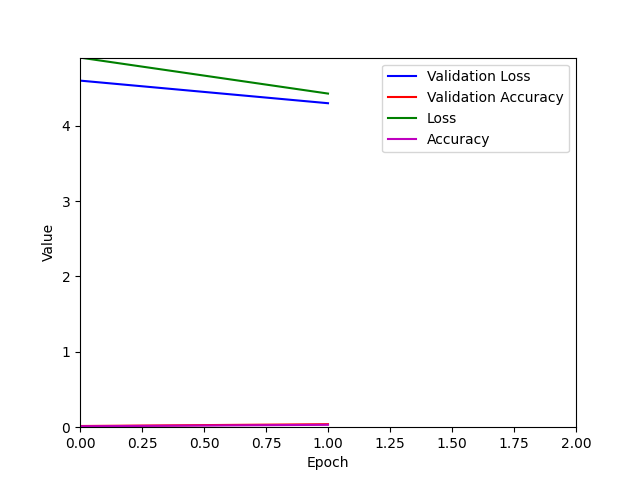 Validation Loss
Validation Accuracy
Loss
Accuracy
Value
4
3
2
1
0
0.00 0.25 0.50 0.75 1.00 1.25 1.50 1.75 2.00
Epoch